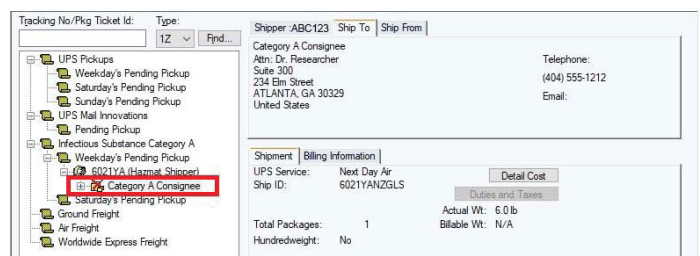 Tracking No/Pkg Ticket Id:
Type:
1Z
Find...
UPS Pickups
Weekday's Pending Pickup
Saturday's Pending Pickup
Sunday's Pending Pickup
UPS Mail Innovations
Pending Pickup
Infectious Substance Category A
Weekday's Pending Pickup
6021YA (Hazmat Shipper)
Category A Consignee
Saturday's Pending Pickup
Ground Freight
Air Freight
Worldwide Express Freight
Shipper :ABC123 Ship To Ship From
Category A Consignee
Attn: Dr. Researcher
Suite 300
234 Elm Street
ATLANTA, GA 30329
United States
Telephone:
(404) 555-1212
Email:
Shipment Billing Information
UPS Service: Next Day Air
Detail Cost
Ship ID: 6021YANZGLS
Duties and Taxes
Actual Wt: 6.0 lb
Total Packages: 1 Billable Wt: N/A
Hundredweight: No